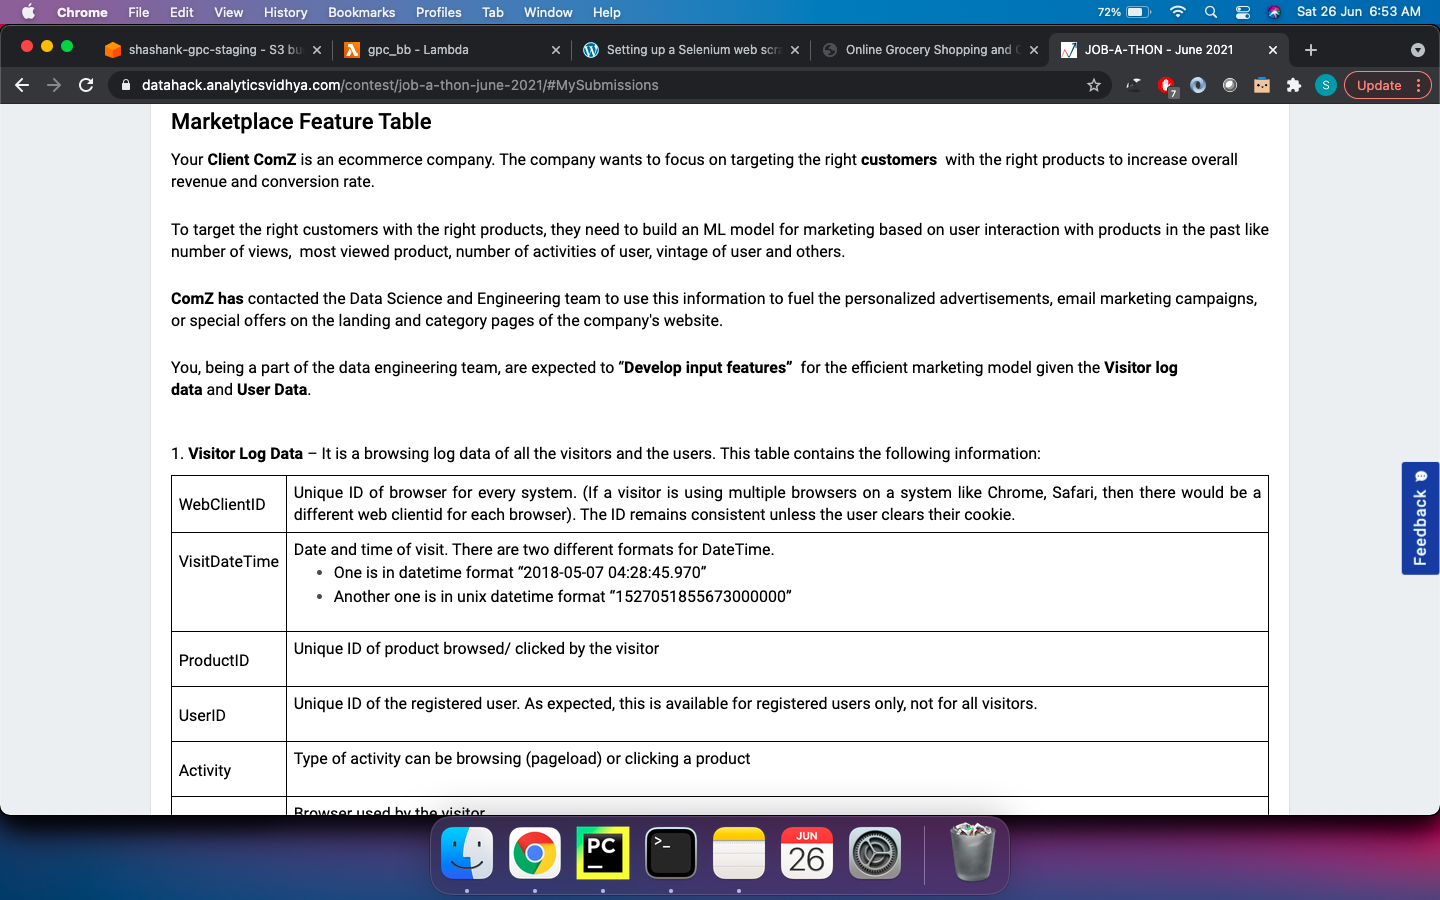 Chrome File Edit View History Bookmarks Profiles Tab Window Help 72% Sat 26 Jun 6:53 AM
shashank-gpc-staging - S3 bu gpc_bb - Lambda Setting up a Selenium web scr Online Grocery Shopping and JOB-A-THON - June 2021
datahack.analyticsvidhya.com/contest/job-a-thon-june-2021/#MySubmissions 7 S Update
Marketplace Feature Table
Your Client ComZ is an ecommerce company. The company wants to focus on targeting the right customers with the right products to increase overall
revenue and conversion rate.
To target the right customers with the right products, they need to build an ML model for marketing based on user interaction with products in the past like
number of views, most viewed product, number of activities of user, vintage of user and others.
ComZ has contacted the Data Science and Engineering team to use this information to fuel the personalized advertisements, email marketing campaigns,
or special offers on the landing and category pages of the company's website.
You, being a part of the data engineering team, are expected to “Develop input features” for the efficient marketing model given the Visitor log
data and User Data.
1. Visitor Log Data – It is a browsing log data of all the visitors and the users. This table contains the following information:
WebClientID
Unique ID of browser for every system. (If a visitor is using multiple browsers on a system like Chrome, Safari, then there would be a
different web clientid for each browser). The ID remains consistent unless the user clears their cookie.
VisitDateTime
Date and time of visit. There are two different formats for DateTime.
• One is in datetime format “2018-05-07 04:28:45.970”
• Another one is in unix datetime format “1527051855673000000”
ProductID
Unique ID of product browsed/ clicked by the visitor
UserID
Unique ID of the registered user. As expected, this is available for registered users only, not for all visitors.
Activity
Type of activity can be browsing (pageload) or clicking a product
Browser used by the visitor
Feedback
PC
>_
JUN
26